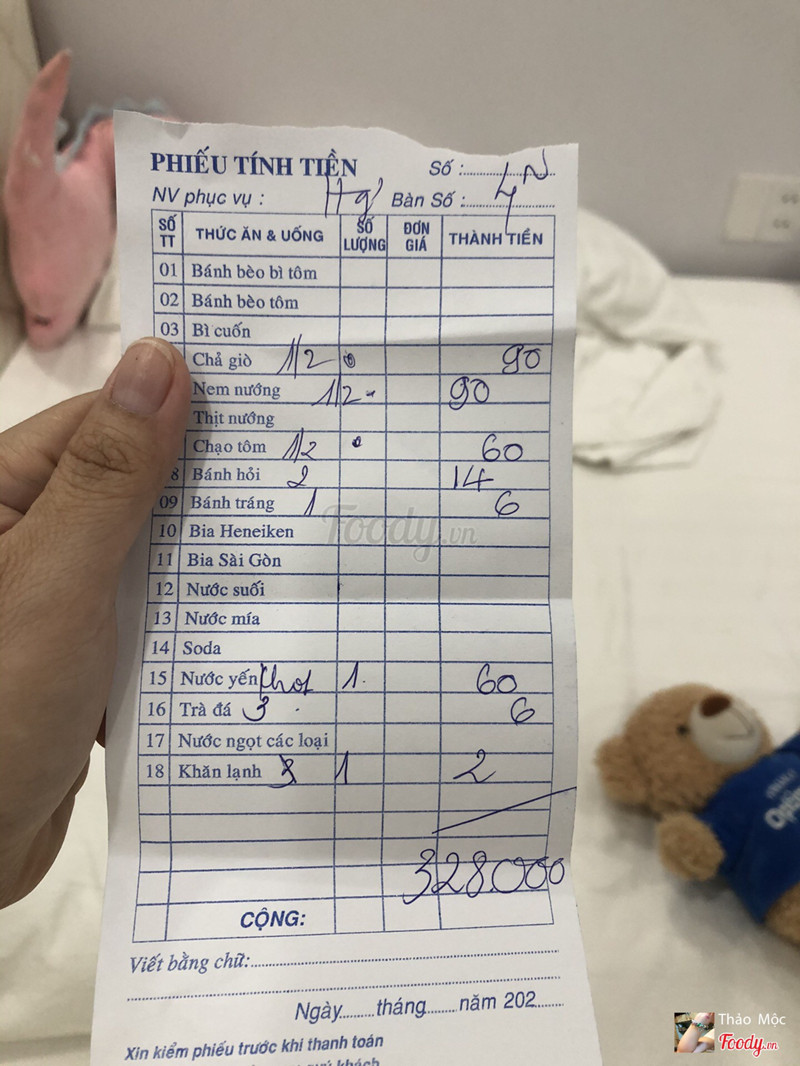 PHIẾU TÍNH TIỀN
Số :
NV phục vụ : Hg Bàn Số : 4N
SỐ TT THỨC ĂN & UỐNG SỐ LƯỢNG ĐƠN GIÁ THÀNH TIỀN
01 Bánh bèo bì tôm
02 Bánh bèo tôm
03 Bì cuốn
Chả giò 1/2 90
Nem nướng 1/2 90
Thịt nướng
Chạo tôm 1/2 60
8 Bánh hỏi 2 14
09 Bánh tráng 1 6
10 Bia Heneiken
11 Bia Sài Gòn
12 Nước suối
13 Nước mía
14 Soda
15 Nước yến 1 60
16 Trà đá 3 6
17 Nước ngọt các loại
18 Khăn lạnh 1 2
328.000
CỘNG:
Viết bằng chữ:
Ngày tháng năm 202
Xin kiểm phiếu trước khi thanh toán
quý khách
Foody.vn
Thảo Mộc
Foody.vn